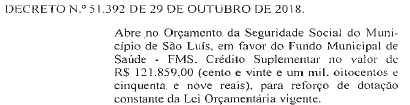 DECRETO N.º 51.392 DE 29 DE OUTUBRO DE 2018.
Abre no Orçamento da Seguridade Social do Muni-
cípio de São Luís, em favor do Fundo Municipal de
Saúde - FMS. Crédito Suplementar no valor de
R$ 121.859.00 (cento e vinte e um mil. oitocentos e
cinquenta e nove reais), para reforço de dotação
constante da Lei Orçamentária vigente.